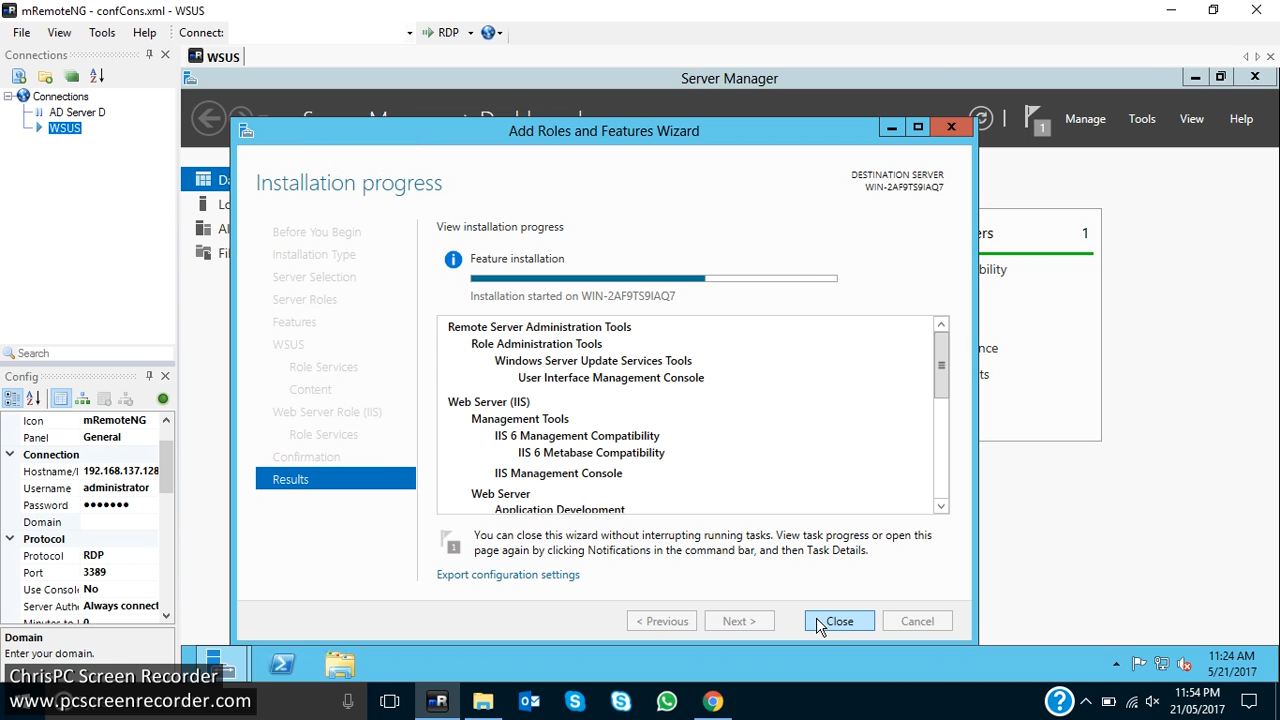 mRemoteNG - confCons.xml - WSUS
File View Tools Help Connect: RDP
Connections
WSUS
Server Manager
Connections
AD Server D
WSUS
Manage Tools View Help
1
Add Roles and Features Wizard
Installation progress
DESTINATION SERVER
WIN-2AF9TS9IAQ7
Before You Begin
Installation Type
Server Selection
Server Roles
Features
WSUS
Role Services
Content
Web Server Role (IIS)
Role Services
Confirmation
Results
View installation progress
Feature installation
Installation started on WIN-2AF9TS9IAQ7
Remote Server Administration Tools
Role Administration Tools
Windows Server Update Services Tools
User Interface Management Console
Web Server (IIS)
Management Tools
IIS 6 Management Compatibility
IIS 6 Metabase Compatibility
IIS Management Console
Web Server
Application Development
You can close this wizard without interrupting running tasks. View task progress or open this
page again by clicking Notifications in the command bar, and then Task Details.
1
Export configuration settings
< Previous Next > Close Cancel
ers 1
bility
nce
ts
Search
Config
Icon mRemoteNG
Panel General
Connection
Hostname/I 192.168.137.128
Username administrator
Password ●●●●●●●
Domain
Protocol
Protocol RDP
Port 3389
Use Console No
Server Authe Always connect
Domain
Enter your domain.
11:24 AM
5/21/2017
ChrisPC Screen Recorder
www.pcscreenrecorder.com
11:54 PM
21/05/2017